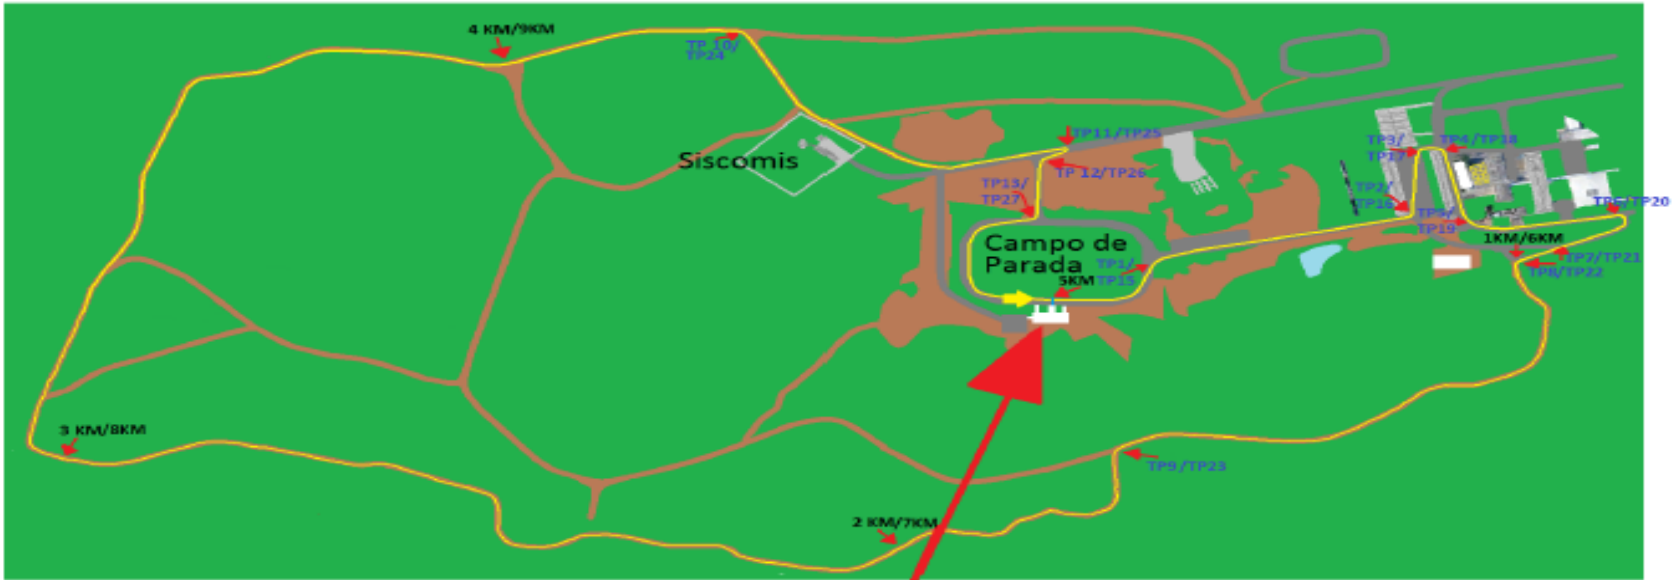 4 KM/9KM
TP 10/
TP24
TP11/TP25
Siscomis
TP3/
TP17
TP4/TP18
TP 12/TP26
TP13/
TP27
TP2/
TP16
TP6/TP20
TP5/
TP19
Campo de
Parada
1KM/6KM
TP1/
TP15
TP7/TP21
TP8/TP22
5KM
3 KM/8KM
TP9/TP23
2 KM/7KM